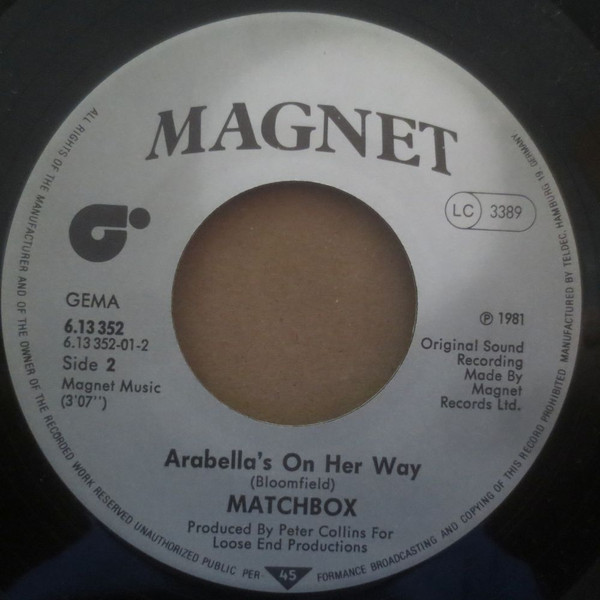 MAGNET
LC 3389
GEMA
6.13 352
6.13 352-01-2
Side 2
Magnet Music
(3'07'')
℗ 1981
Original Sound
Recording
Made By
Magnet
Records Ltd.
Arabella's On Her Way
(Bloomfield)
MATCHBOX
Produced By Peter Collins For
Loose End Productions
45
ALL RIGHTS OF THE MANUFACTURER AND OF THE OWNER OF THE RECORDED WORK RESERVED UNAUTHORIZED PUBLIC PERFORMANCE BROADCASTING AND COPYING OF THIS RECORD PROHIBITED MANUFACTURED BY TELDEC, HAMBURG 19, GERMANY